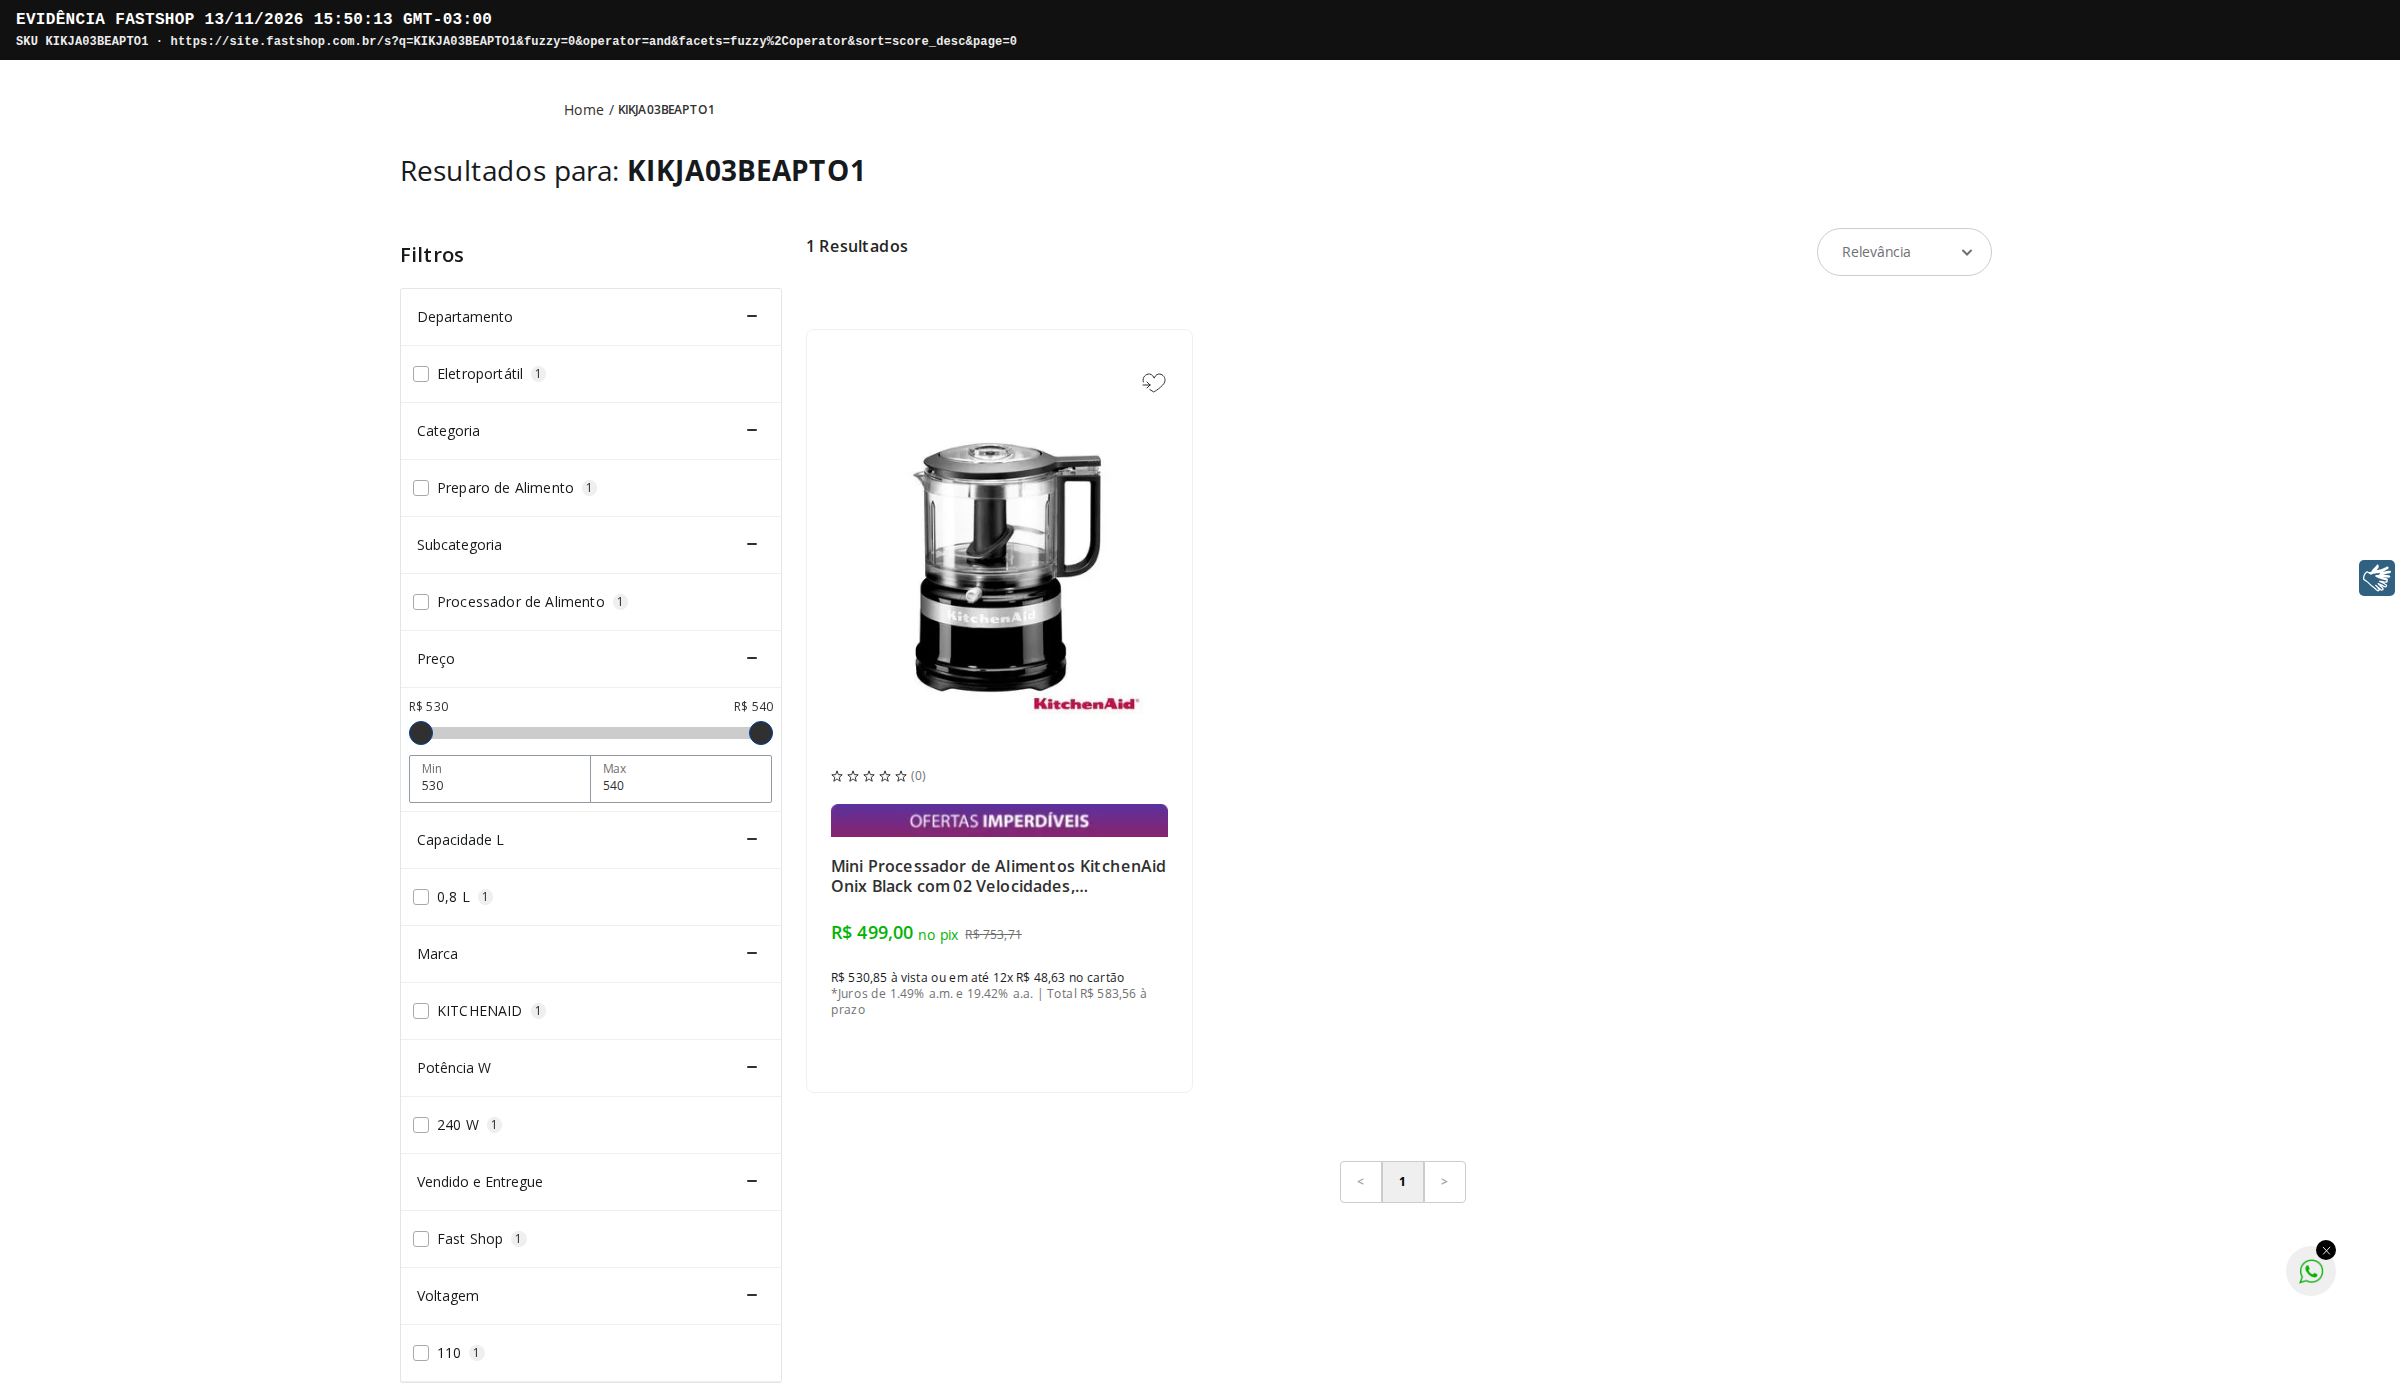 EVIDÊNCIA FASTSHOP 13/11/2026 15:50:13 GMT-03:00
SKU KIKJA03BEAPTO1 · https://site.fastshop.com.br/s?q=KIKJA03BEAPTO1&fuzzy=0&operator=and&facets=fuzzy%2Coperator&sort=score_desc&page=0
Home / KIKJA03BEAPTO1
Resultados para: KIKJA03BEAPTO1
Filtros
Departamento
Eletroportátil 1
Categoria
Preparo de Alimento 1
Subcategoria
Processador de Alimento 1
Preço
R$ 530 R$ 540
Min Max
530 540
Capacidade L
0,8 L 1
Marca
KITCHENAID 1
Potência W
240 W 1
Vendido e Entregue
Fast Shop 1
Voltagem
110 1
1 Resultados
Relevância
KitchenAid
KitchenAid
(0)
OFERTAS IMPERDÍVEIS
Mini Processador de Alimentos KitchenAid
Onix Black com 02 Velocidades,...
R$ 499,00 no pix R$ 753,71
R$ 530,85 à vista ou em até 12x R$ 48,63 no cartão
*Juros de 1.49% a.m. e 19.42% a.a. | Total R$ 583,56 à
prazo
< 1 >